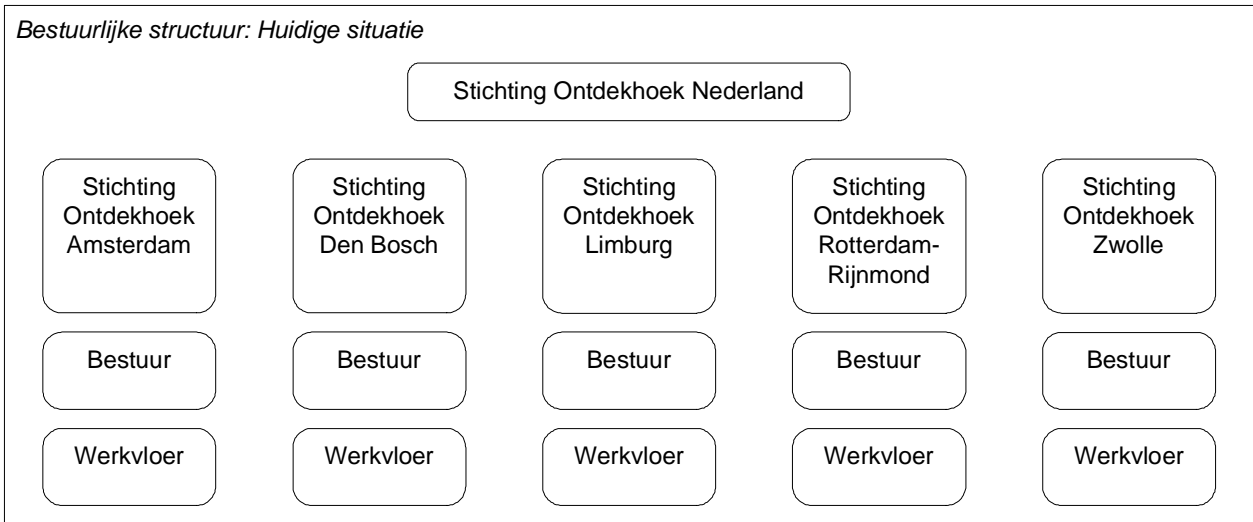 Bestuurlijke structuur: Huidige situatie
Stichting Ontdekhoek Nederland
Stichting
Ontdekhoek
Amsterdam
Stichting
Ontdekhoek
Den Bosch
Stichting
Ontdekhoek
Limburg
Stichting
Ontdekhoek
Rotterdam-
Rijnmond
Stichting
Ontdekhoek
Zwolle
Bestuur
Bestuur
Bestuur
Bestuur
Bestuur
Werkvloer
Werkvloer
Werkvloer
Werkvloer
Werkvloer